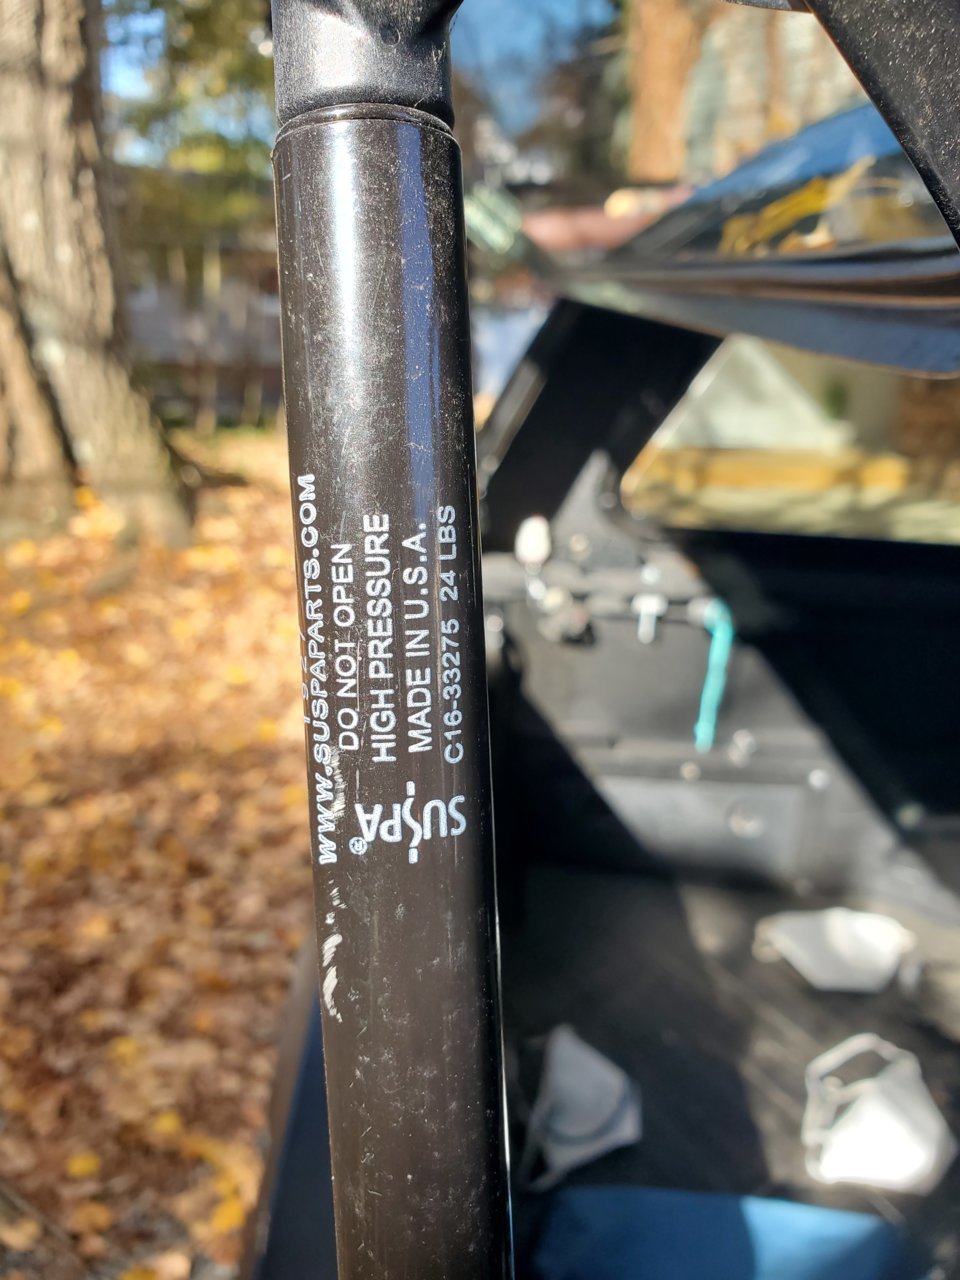 WWW.SUSPAPARTS.COM
DO NOT OPEN
HIGH PRESSURE
MADE IN U.S.A.
C16-33275 24 LBS
SUSPA®